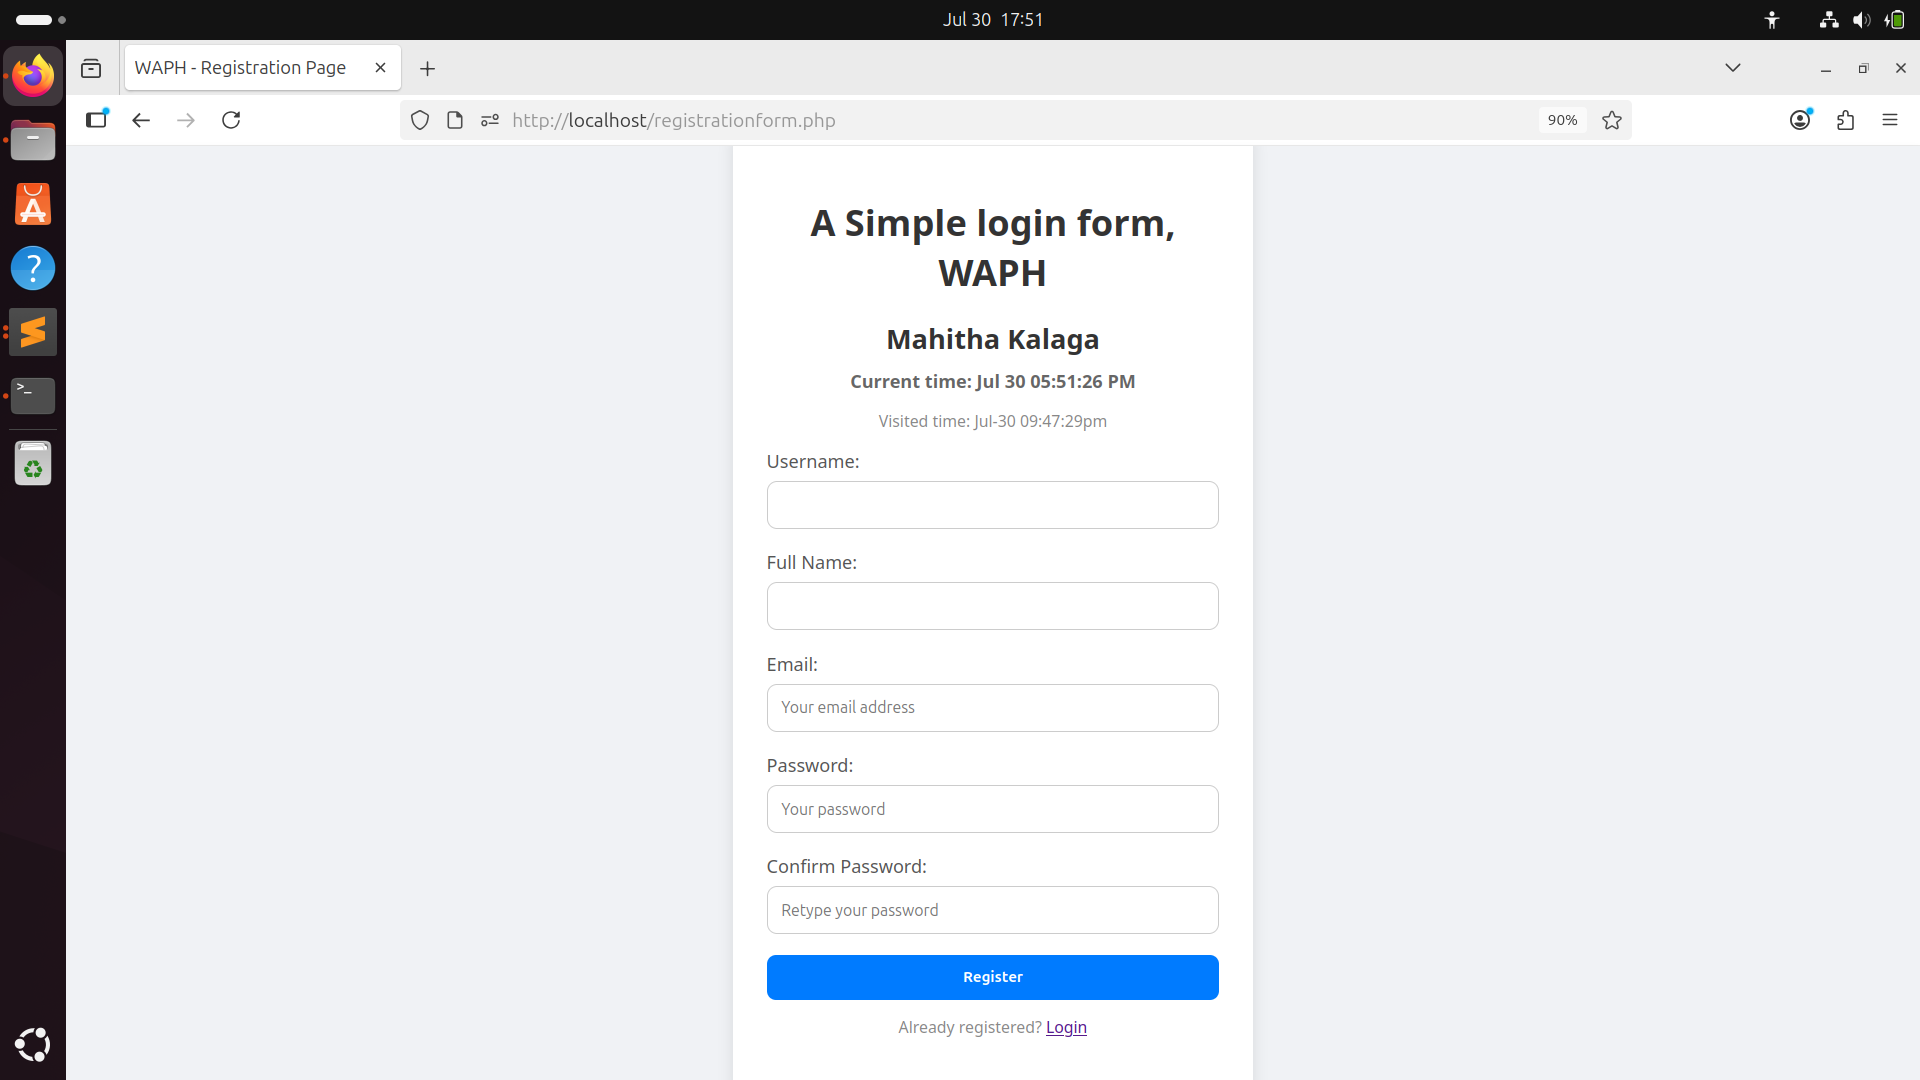 Jul 30 17:51
WAPH - Registration Page
http://localhost/registrationform.php
90%
A Simple login form,
WAPH
Mahitha Kalaga
Current time: Jul 30 05:51:26 PM
Visited time: Jul-30 09:47:29pm
Username:
Full Name:
Email:
Your email address
Password:
Your password
Confirm Password:
Retype your password
Register
Already registered? Login